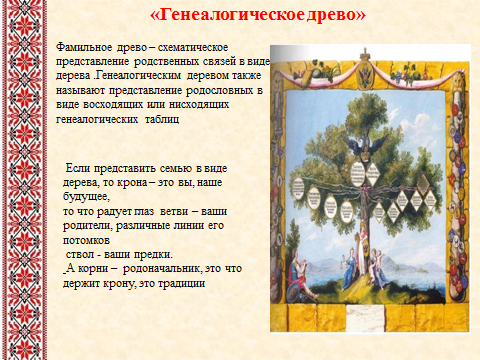 «Генеалогическое древо»
Фамильное древо – схематическое
представление родственных связей в виде
дерева .Генеалогическим деревом также
называют представление родословных в
виде восходящих или нисходящих
генеалогических таблиц
Если представить семью в виде
дерева, то крона – это вы, наше
будущее,
то что радует глаз ветви – ваши
родители, различные линии его
потомков
ствол - ваши предки.
А корни – родоначальник, это что
держит крону, это традиции